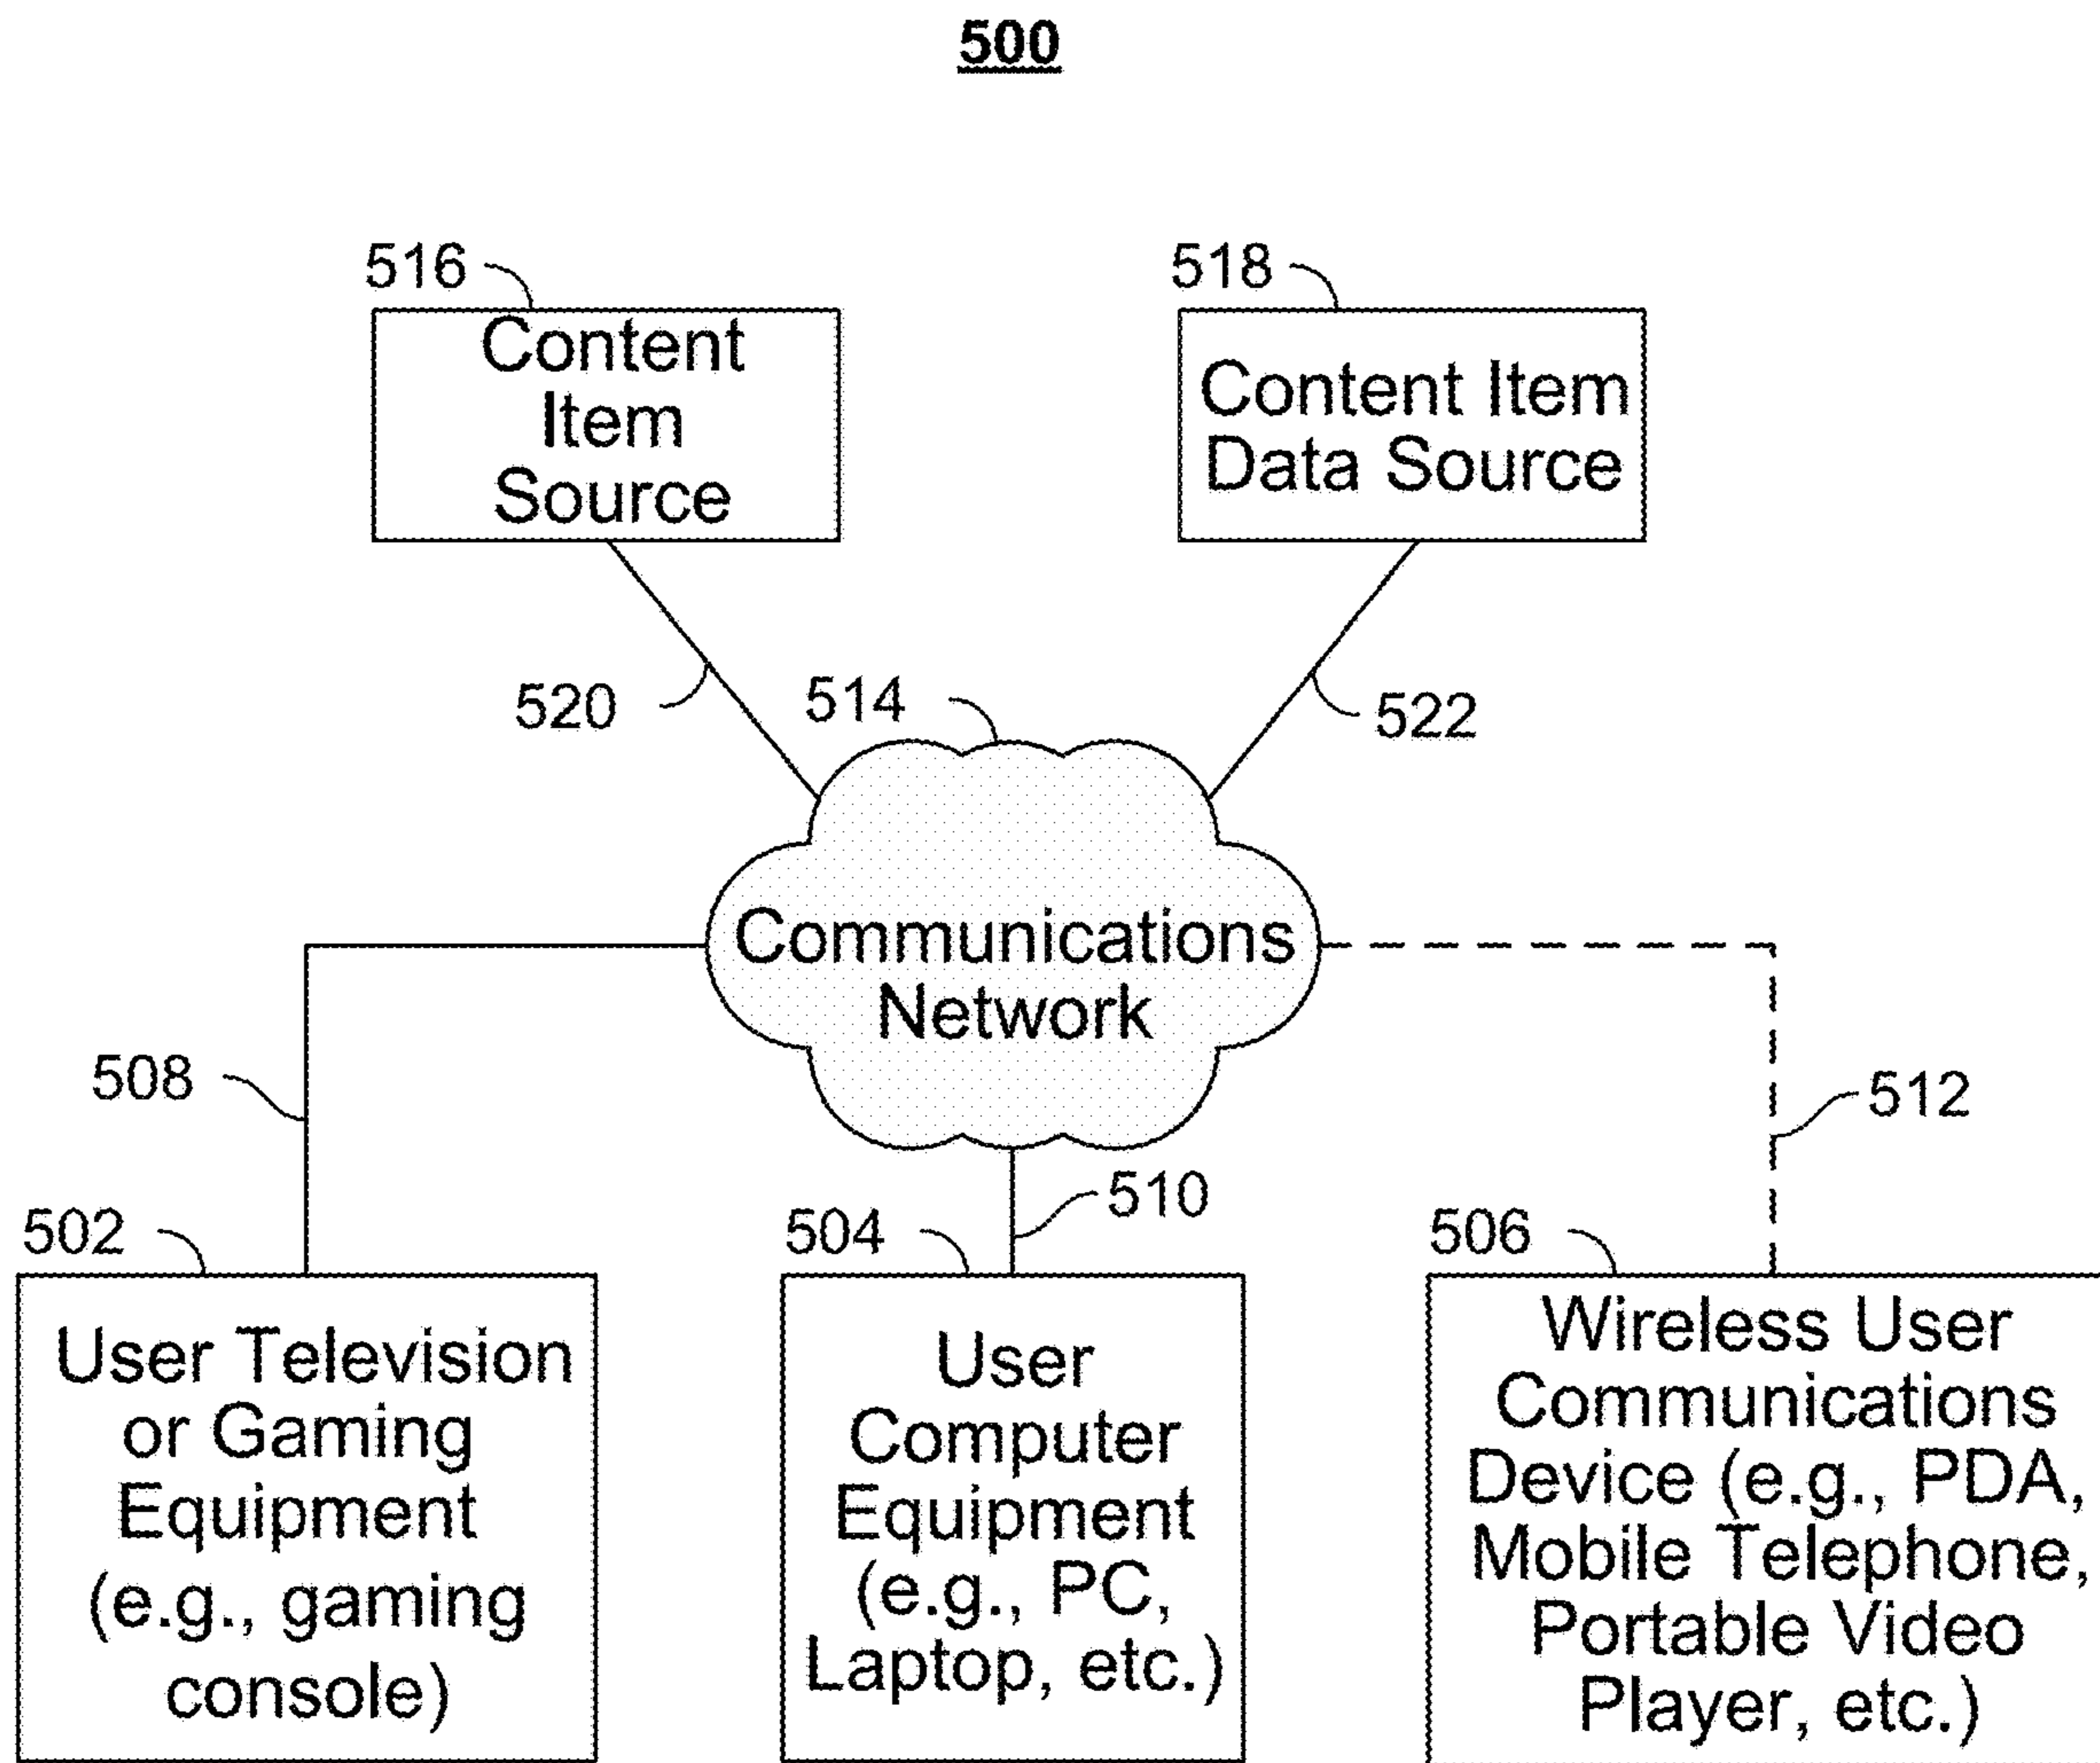 500
516
518
Content
Item
Source
Content Item
Data Source
520
514
522
Communications
Network
508
512
510
502
504
506
User Television
or Gaming
Equipment
(e.g., gaming
console)
User
Computer
Equipment
(e.g., PC,
Laptop, etc.)
Wireless User
Communications
Device (e.g., PDA,
Mobile Telephone,
Portable Video
Player, etc.)